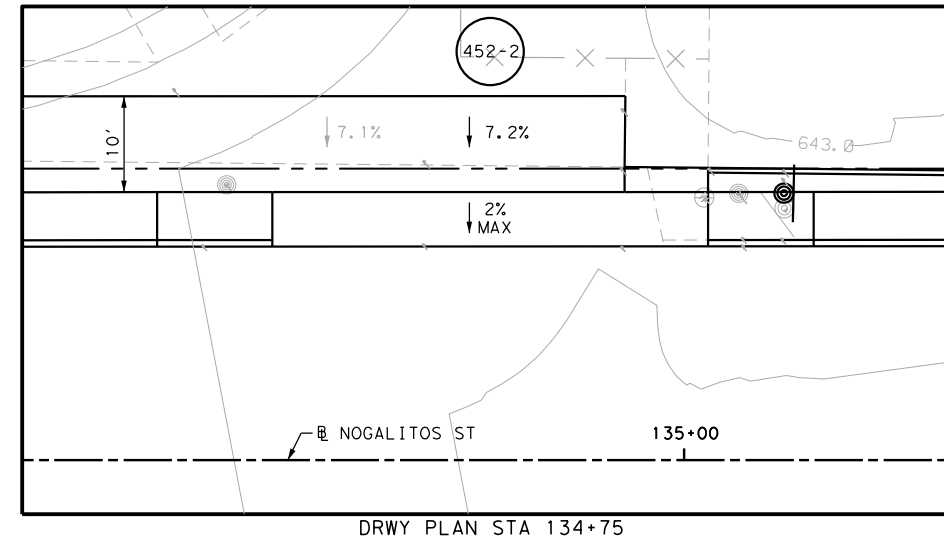 452-2
10'
7.1%
7.2%
643.0
2%
MAX
℄ NOGALITOS ST
135+00
DRWY PLAN STA 134+75